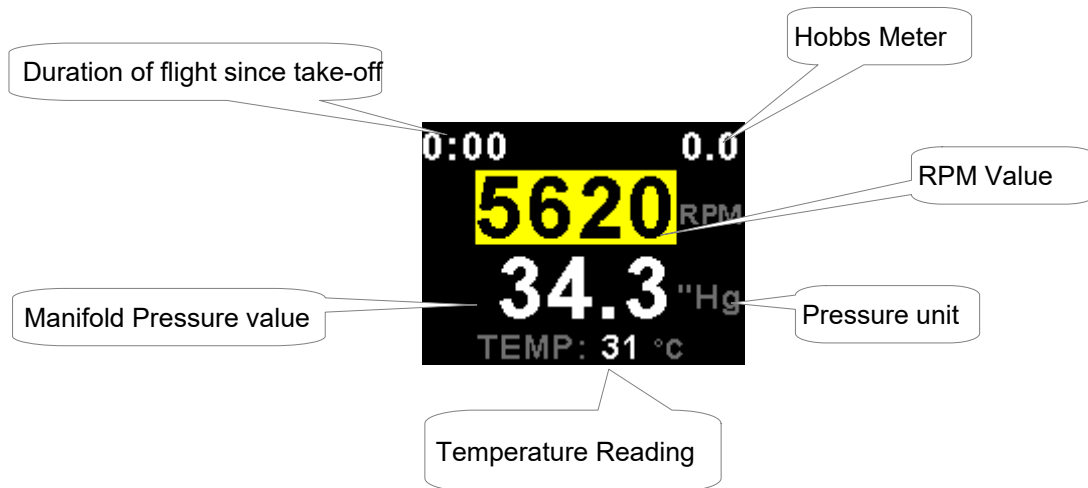 Hobbs Meter
Duration of flight since take-off
0:00 0.0
RPM Value
5620 RPM
34.3 "Hg
Manifold Pressure value
Pressure unit
TEMP: 31 °C
Temperature Reading